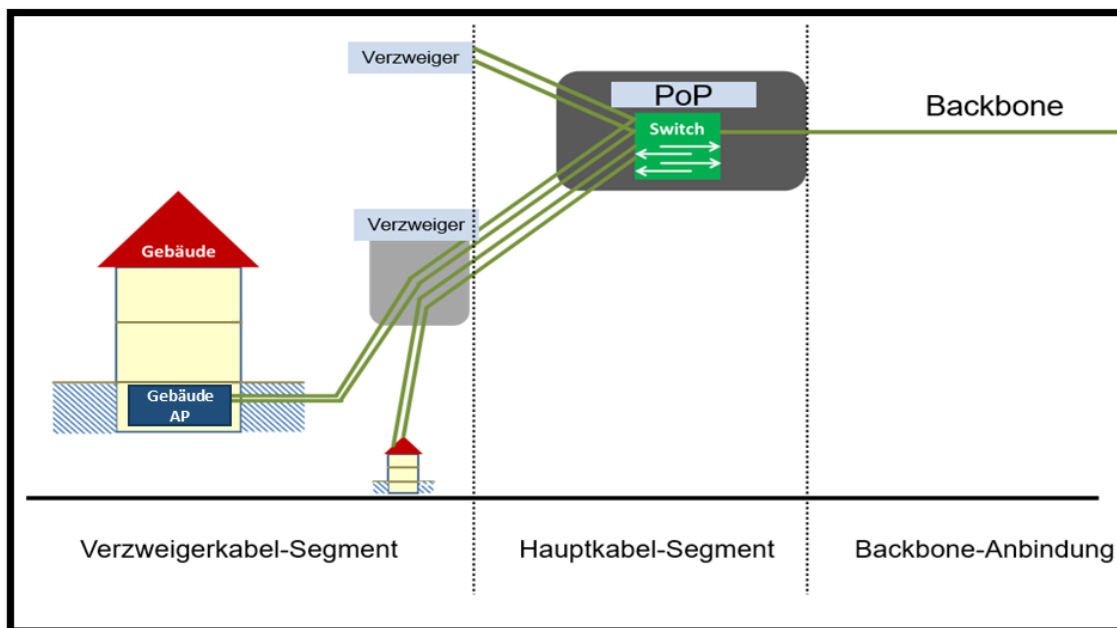 Verzweiger
PoP
Switch
Backbone
Verzweiger
Gebäude
Gebäude
AP
Verzweigerkabel-Segment
Hauptkabel-Segment
Backbone-Anbindung